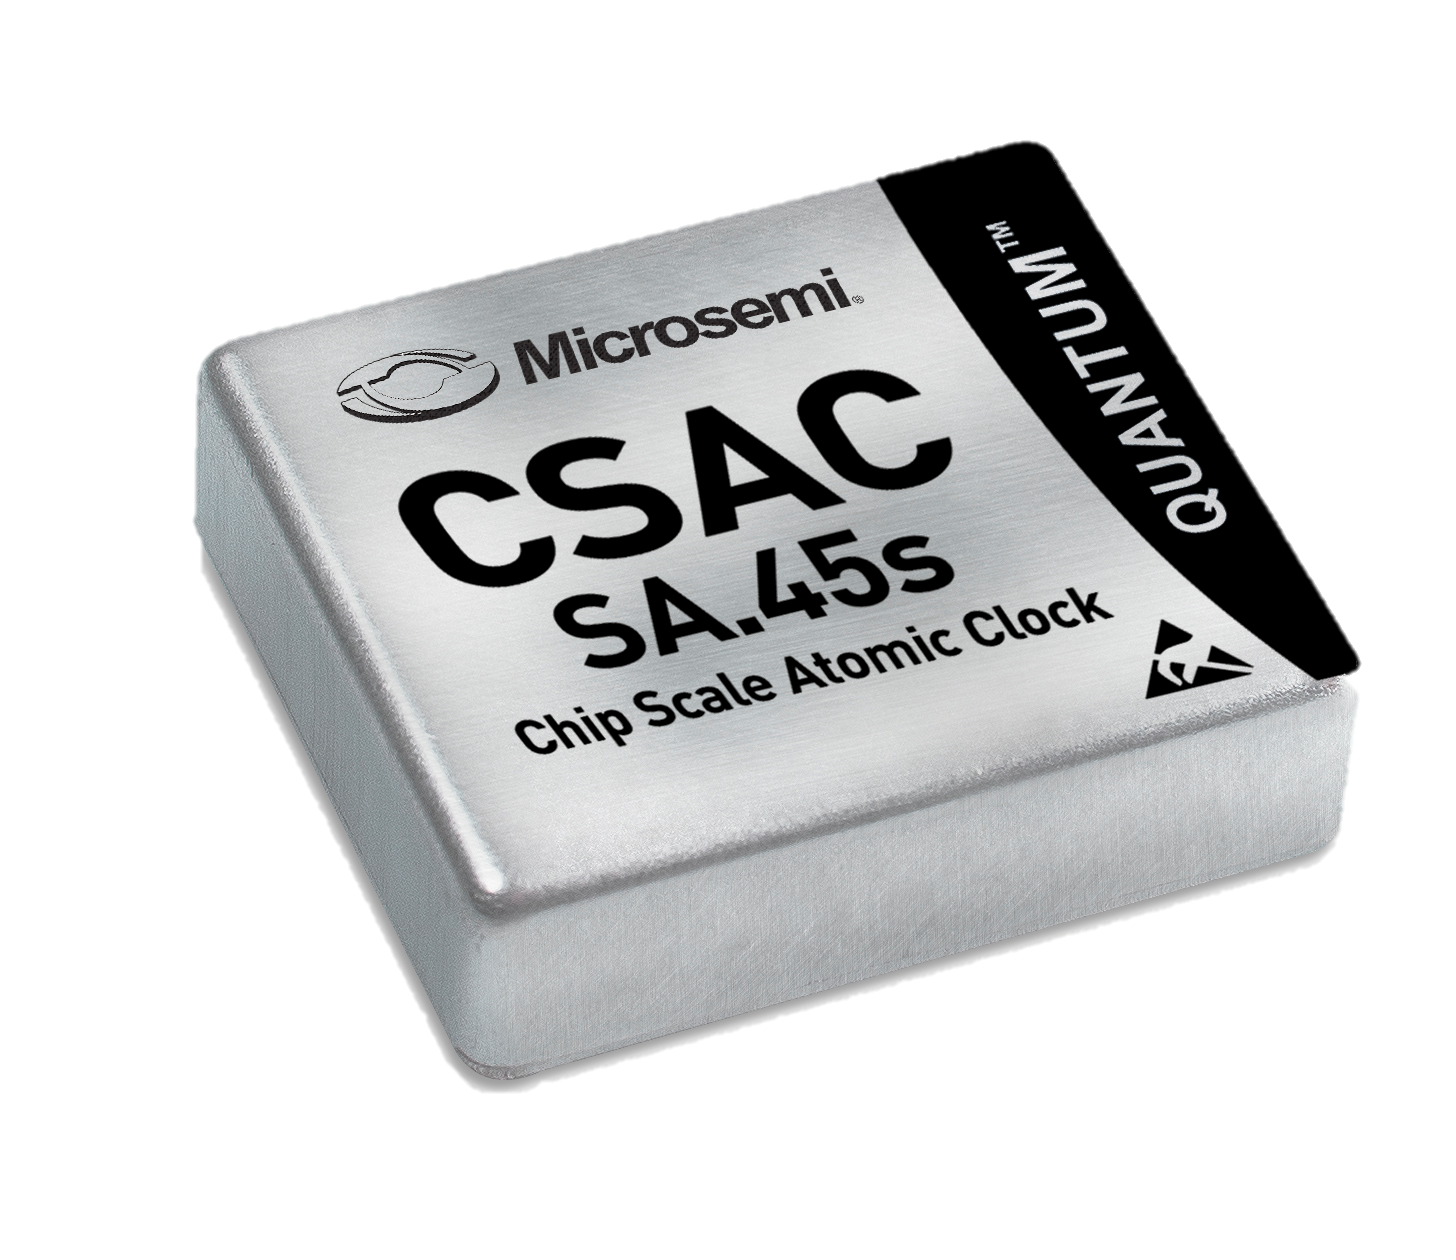 Microsemi®
CSAC
SA.45s
Chip Scale Atomic Clock
QUANTUM™